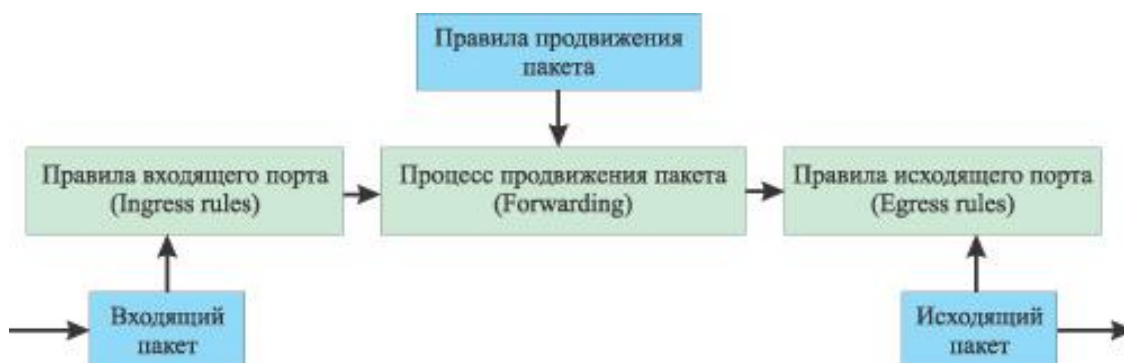 Правила продвижения
пакета
Правила входящего порта
(Ingress rules)
Процесс продвижения пакета
(Forwarding)
Правила исходящего порта
(Egress rules)
Входящий
пакет
Исходящий
пакет